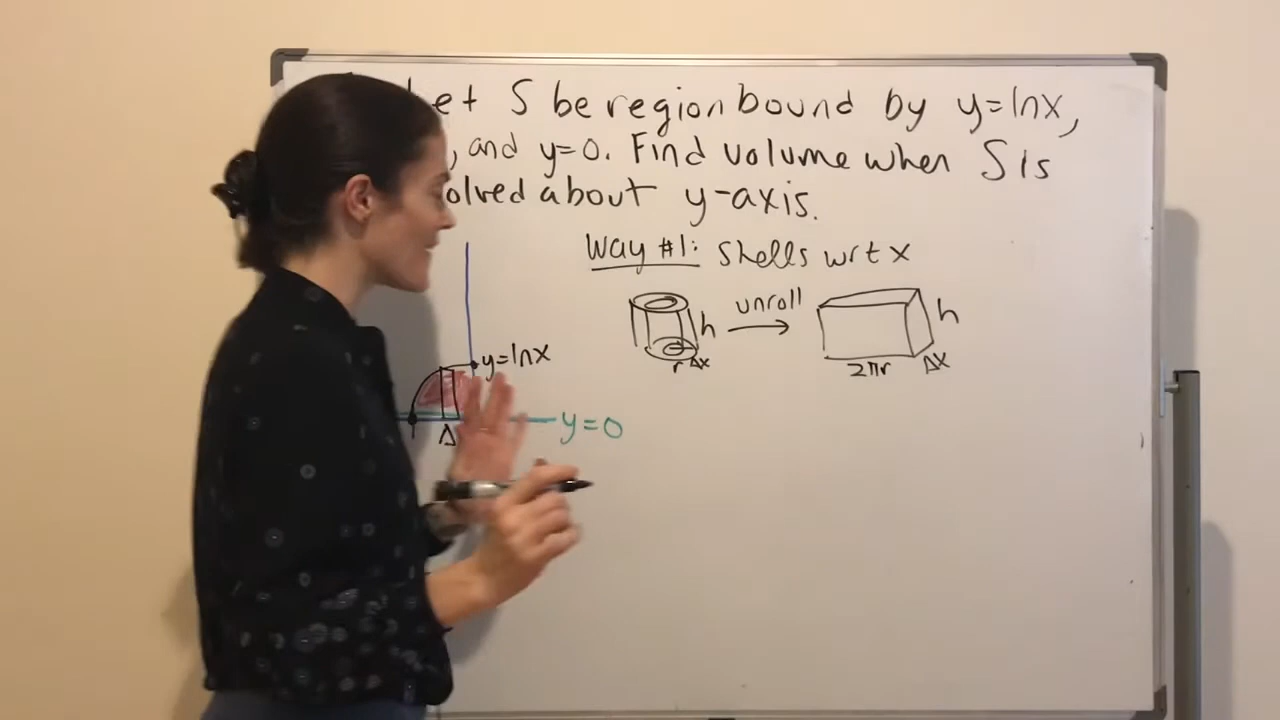 et S be region bound by y=lnx,
, and y=0. Find volume when S is
olved about y-axis.
Way #1: Shells wrt x
unroll
h
r Δx
h
2πr Δx
y=lnx
y=0
Δ